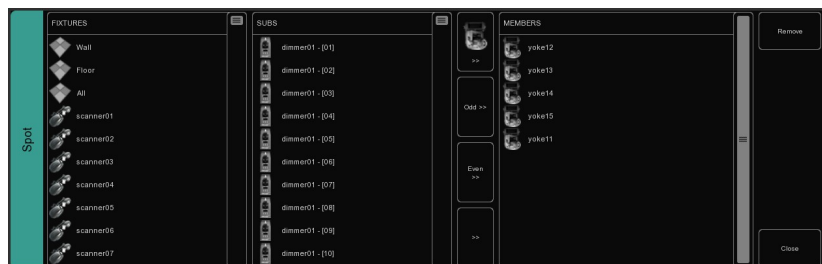 Spot
FIXTURES
Wall
Floor
All
scanner01
scanner02
scanner03
scanner04
scanner05
scanner06
scanner07
SUBS
dimmer01 - [01]
dimmer01 - [02]
dimmer01 - [03]
dimmer01 - [04]
dimmer01 - [05]
dimmer01 - [06]
dimmer01 - [07]
dimmer01 - [08]
dimmer01 - [09]
dimmer01 - [10]
>>
Odd >>
Even
>>
>>
MEMBERS
yoke12
yoke13
yoke14
yoke15
yoke11
Remove
Close